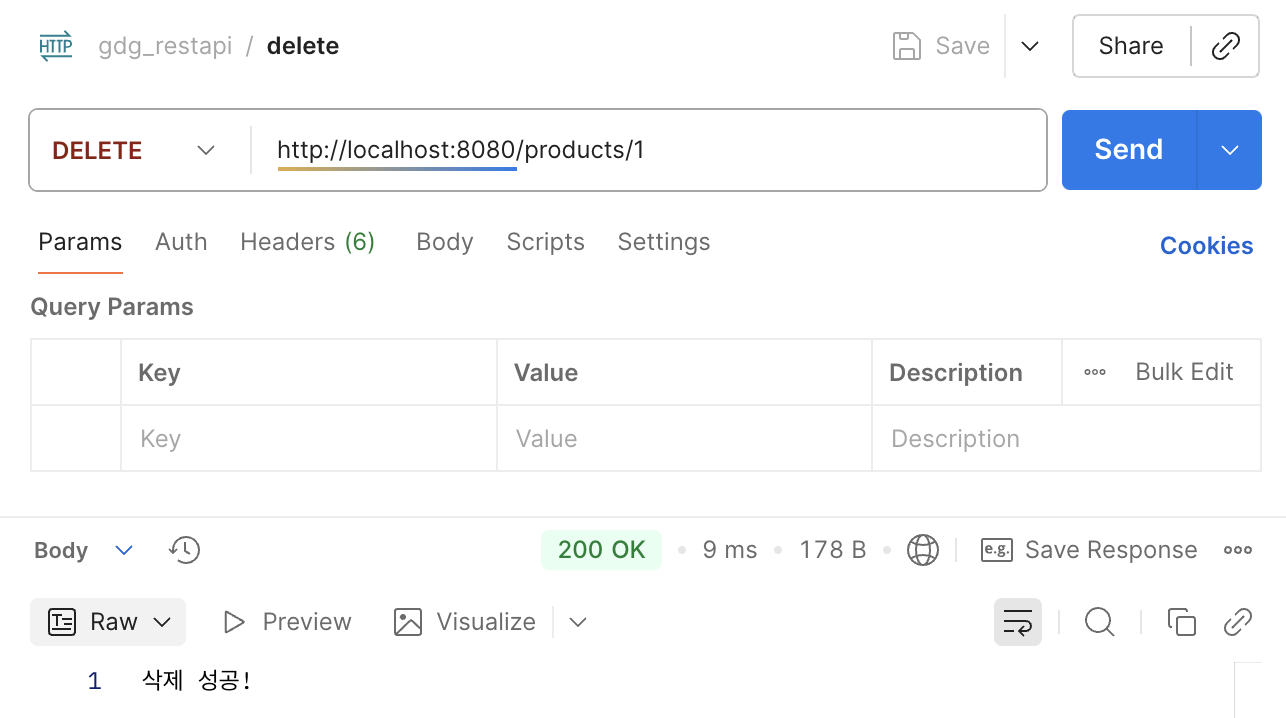 HTTP gdg_restapi / delete Save Share
DELETE http://localhost:8080/products/1 Send
Params Auth Headers (6) Body Scripts Settings Cookies
Query Params
Key Value Description Bulk Edit
Key Value Description
Body 200 OK 9 ms 178 B e.g. Save Response
Raw Preview Visualize
1 삭제 성공!